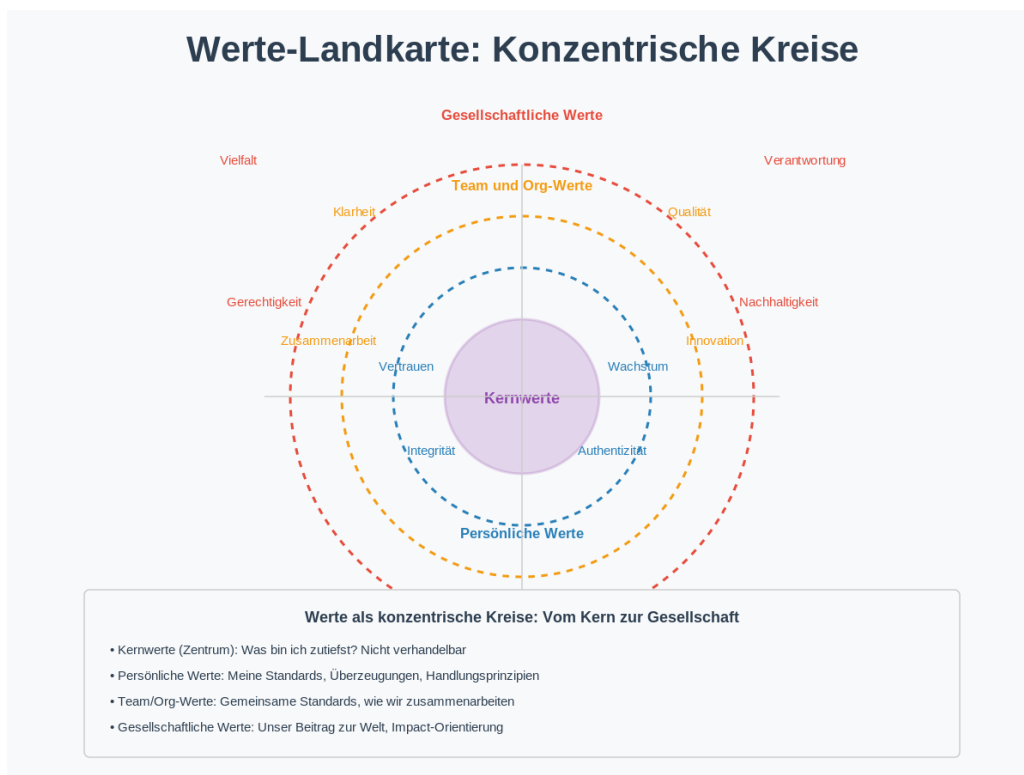 Werte-Landkarte: Konzentrische Kreise
Gesellschaftliche Werte
Vielfalt
Verantwortung
Team und Org-Werte
Klarheit
Qualität
Gerechtigkeit
Nachhaltigkeit
Zusammenarbeit
Innovation
Vertrauen
Wachstum
Kernwerte
Integrität
Authentizität
Persönliche Werte
Werte als konzentrische Kreise: Vom Kern zur Gesellschaft
• Kernwerte (Zentrum): Was bin ich zutiefst? Nicht verhandelbar
• Persönliche Werte: Meine Standards, Überzeugungen, Handlungsprinzipien
• Team/Org-Werte: Gemeinsame Standards, wie wir zusammenarbeiten
• Gesellschaftliche Werte: Unser Beitrag zur Welt, Impact-Orientierung